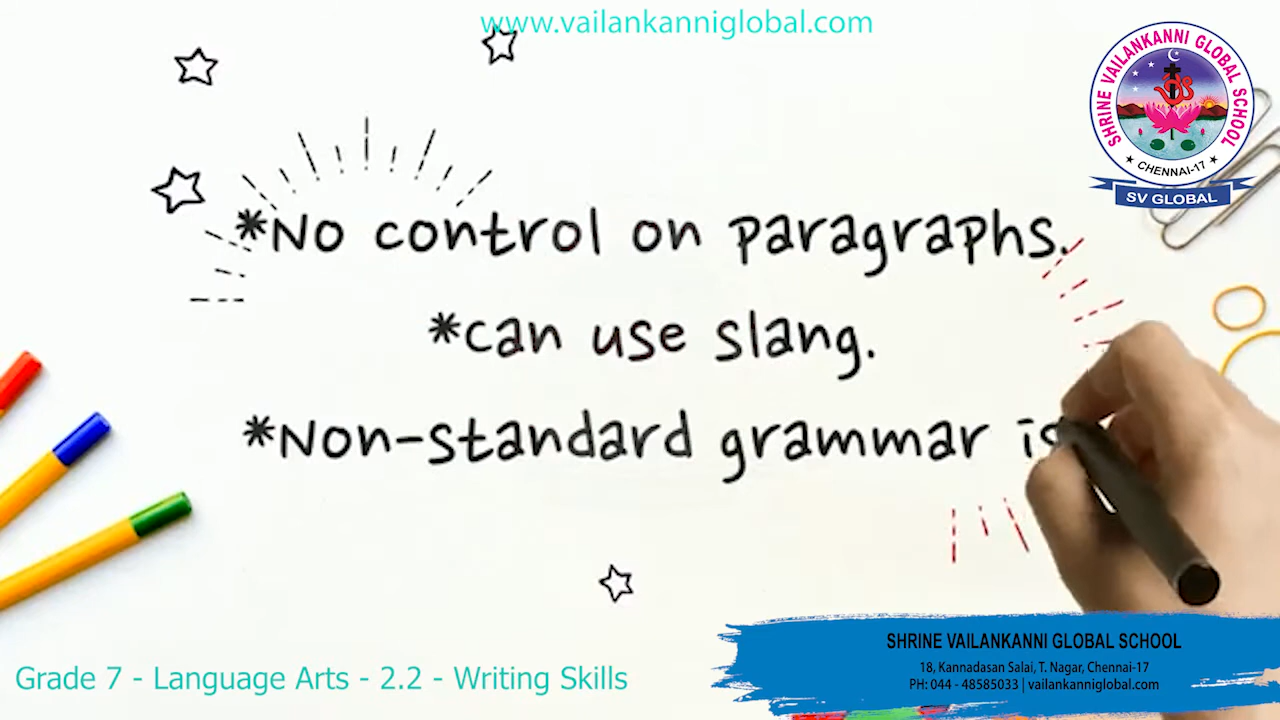 www.vailankanniglobal.com
SHRINE VAILANKANNI GLOBAL SCHOOL
★ CHENNAI-17 ★
SV GLOBAL
*No control on paragraphs.
*can use slang.
*Non-standard grammar is
SHRINE VAILANKANNI GLOBAL SCHOOL
18, Kannadasan Salai, T. Nagar, Chennai-17
PH: 044 - 48585033 | vailankanniglobal.com
Grade 7 - Language Arts - 2.2 - Writing Skills